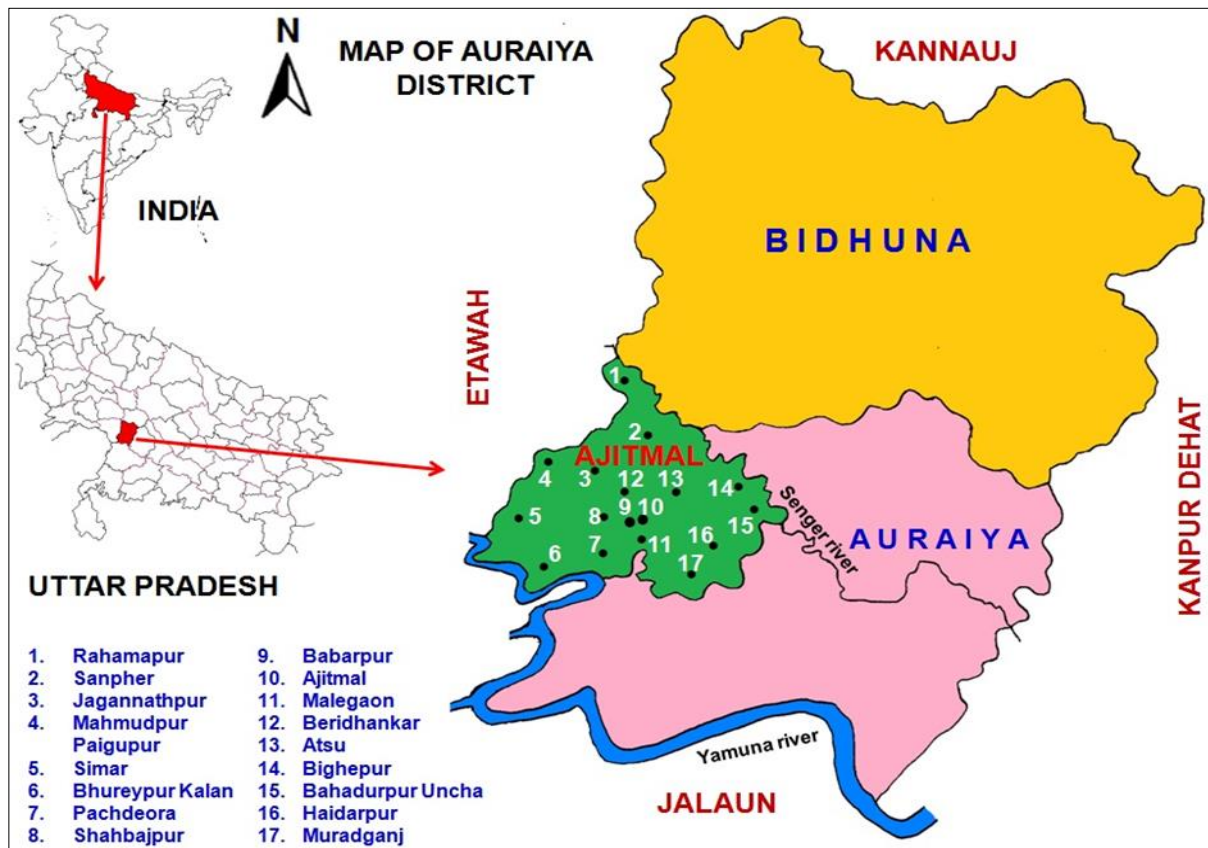 N
MAP OF AURAIYA
DISTRICT
KANNAUJ
INDIA
BIDHUNA
ETAWAH
KANPUR DEHAT
1
2
AJITMAL
4
3
12
13
14
5
8
9
10
15
16
6
7
11
17
Senger river
AURAIYA
UTTAR PRADESH
Yamuna river
JALAUN
1. Rahamapur
2. Sanpher
3. Jagannathpur
4. Mahmudpur
Paigupur
5. Simar
6. Bhureypur Kalan
7. Pachdeora
8. Shahbajpur
9. Babarpur
10. Ajitmal
11. Malegaon
12. Beridhankar
13. Atsu
14. Bighepur
15. Bahadurpur Uncha
16. Haidarpur
17. Muradganj